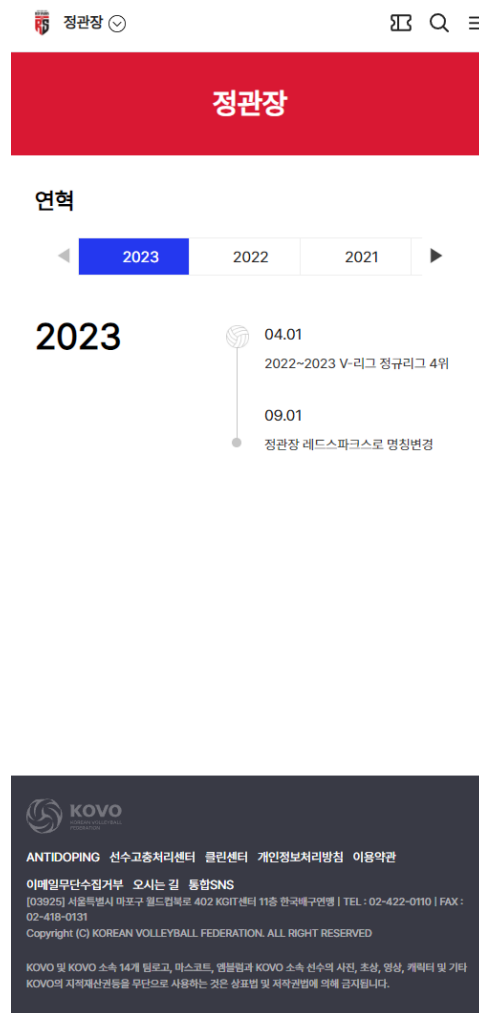 정관장
정관장
연혁
2023 2022 2021
2023
04.01
2022~2023 V-리그 정규리그 4위
09.01
정관장 레드스파크스로 명칭변경
KOVO
KOREAN VOLLEYBALL
FEDERATION
ANTIDOPING 선수고충처리센터 클린센터 개인정보처리방침 이용약관
이메일무단수집거부 오시는 길 통합SNS
[03925] 서울특별시 마포구 월드컵북로 402 KGIT센터 11층 한국배구연맹 | TEL : 02-422-0110 | FAX :
02-418-0131
Copyright (C) KOREAN VOLLEYBALL FEDERATION. ALL RIGHT RESERVED
KOVO 및 KOVO 소속 14개 팀로고, 마스코트, 엠블럼과 KOVO 소속 선수의 사진, 초상, 영상, 캐릭터 및 기타
KOVO의 지적재산권등을 무단으로 사용하는 것은 상표법 및 저작권법에 의해 금지됩니다.